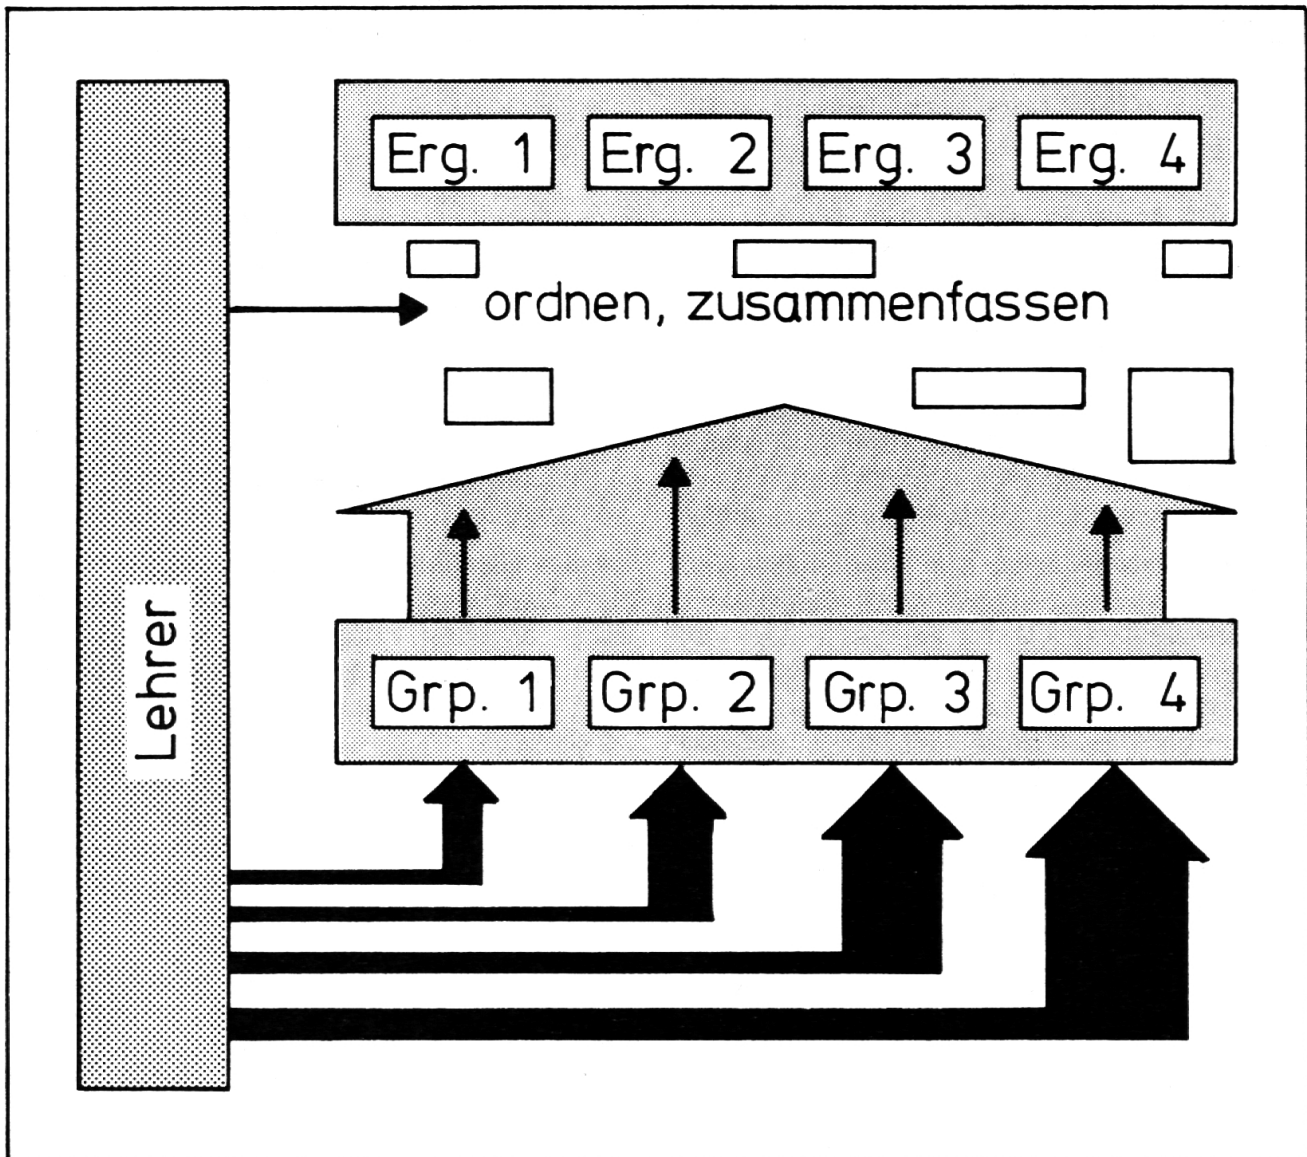 Erg. 1
Erg. 2
Erg. 3
Erg. 4
ordnen, zusammenfassen
Lehrer
Grp. 1
Grp. 2
Grp. 3
Grp. 4